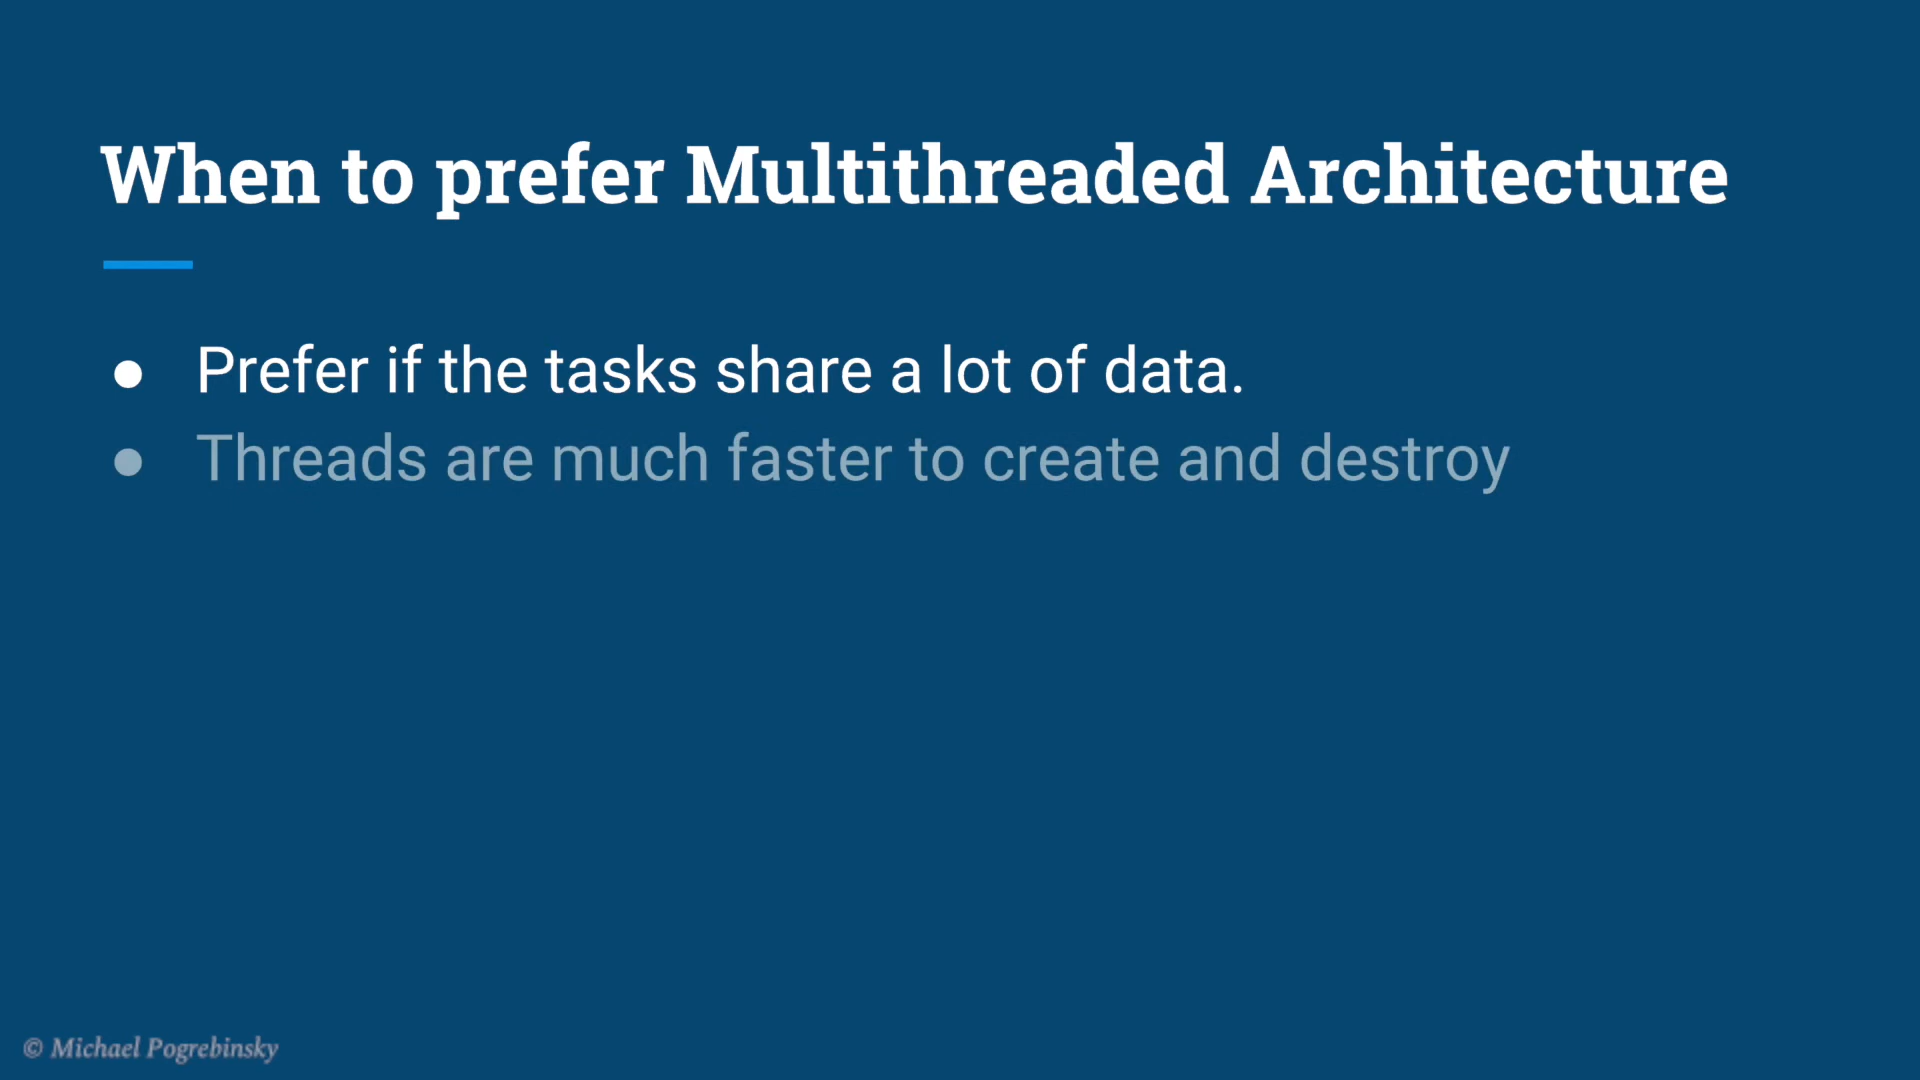 When to prefer Multithreaded Architecture
● Prefer if the tasks share a lot of data.
● Threads are much faster to create and destroy
© Michael Pogrebinsky